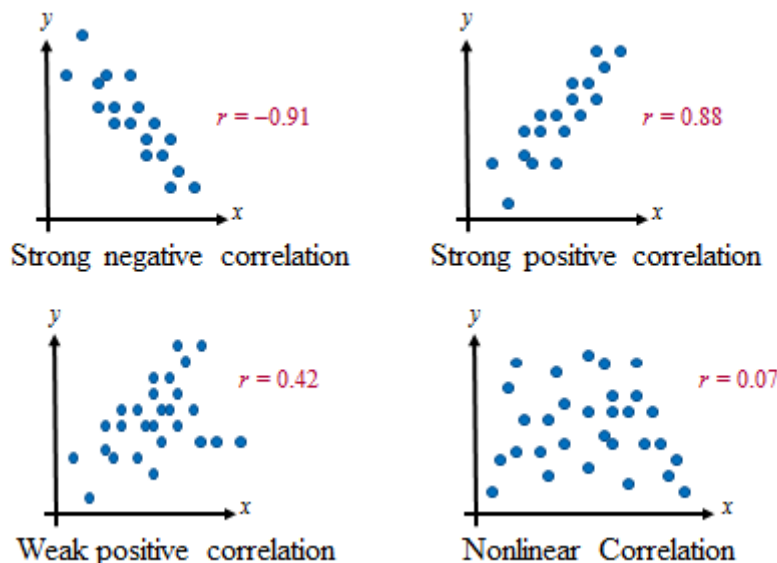 y
r = –0.91
x
Strong negative correlation
y
r = 0.88
x
Strong positive correlation
y
r = 0.42
x
Weak positive correlation
y
r = 0.07
x
Nonlinear Correlation